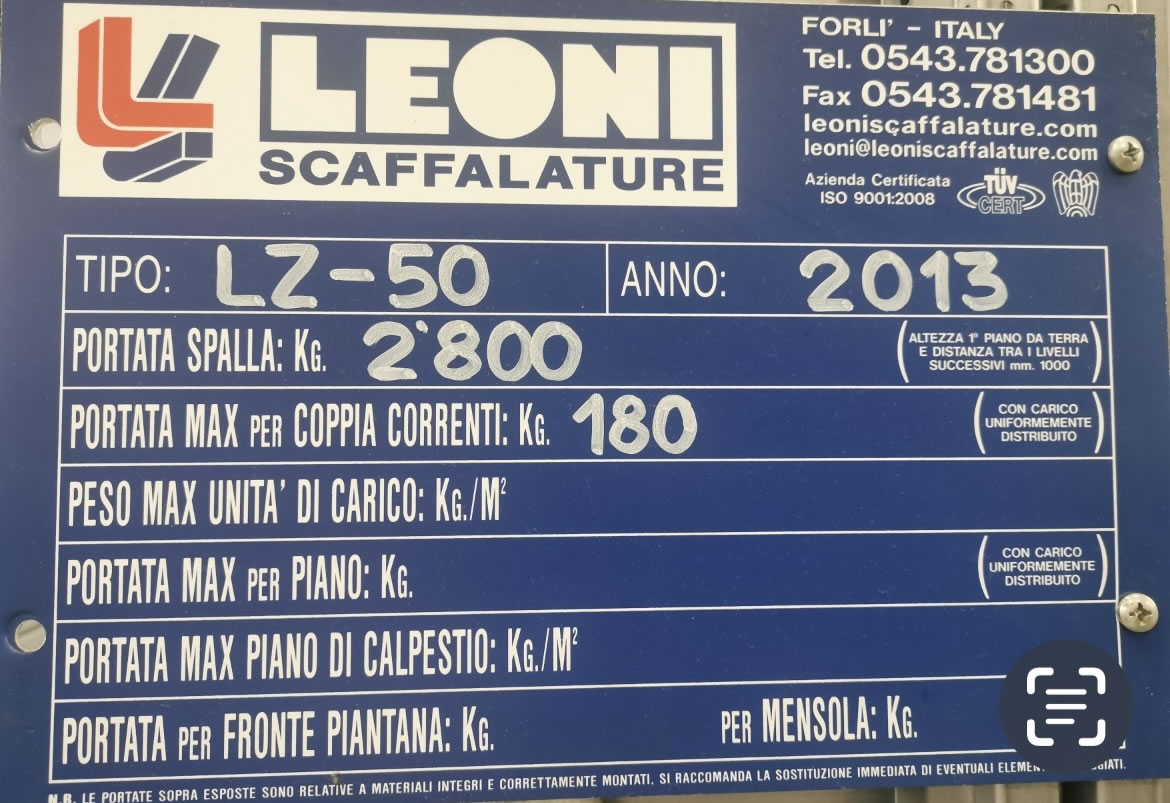 LEONI
SCAFFALATURE
FORLI' - ITALY
Tel. 0543.781300
Fax 0543.781481
leoniscaffalature.com
leoni@leoniscaffalature.com
Azienda Certificata
ISO 9001:2008
TÜV
CERT
TIPO: LZ-50
ANNO: 2013
PORTATA SPALLA: KG. 2'800
(ALTEZZA 1° PIANO DA TERRA
E DISTANZA TRA I LIVELLI
SUCCESSIVI mm. 1000)
PORTATA MAX PER COPPIA CORRENTI: KG. 180
(CON CARICO
UNIFORMEMENTE
DISTRIBUITO)
PESO MAX UNITA' DI CARICO: KG./M²
PORTATA MAX PER PIANO: KG.
(CON CARICO
UNIFORMEMENTE
DISTRIBUITO)
PORTATA MAX PIANO DI CALPESTIO: KG./M²
PORTATA PER FRONTE PIANTANA: KG. PER MENSOLA: KG.
N.B. LE PORTATE SOPRA ESPOSTE SONO RELATIVE A MATERIALI INTEGRI E CORRETTAMENTE MONTATI. SI RACCOMANDA LA SOSTITUZIONE IMMEDIATA DI EVENTUALI